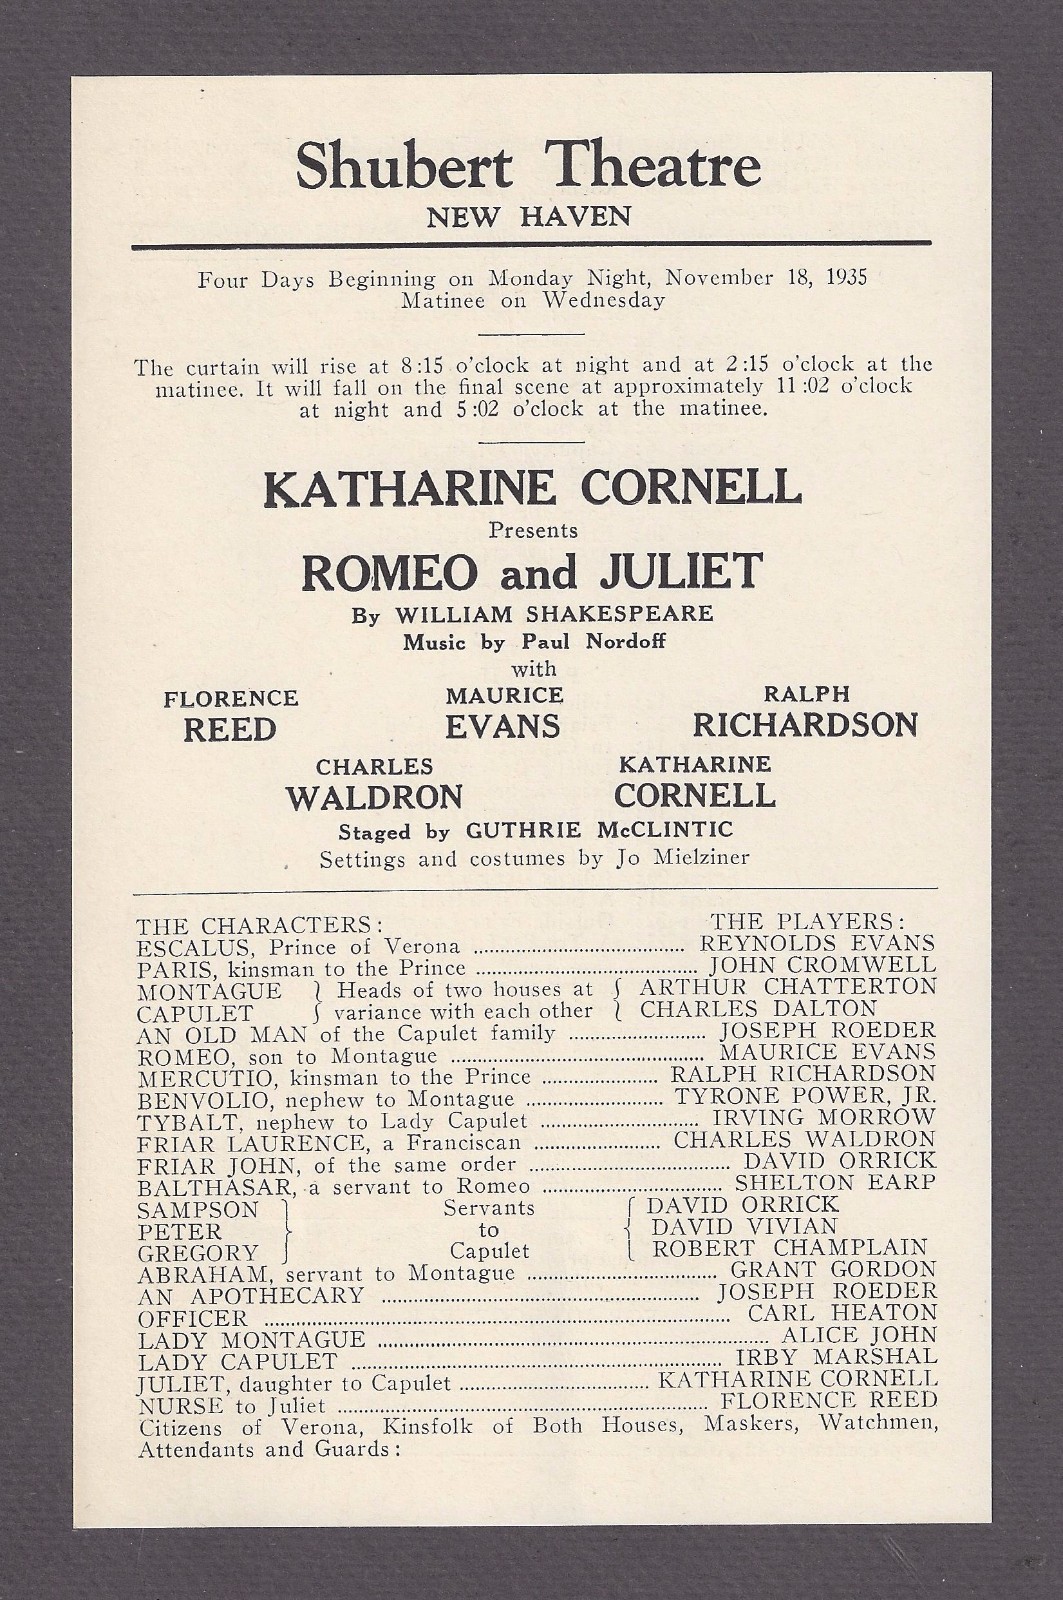 Shubert Theatre
NEW HAVEN
Four Days Beginning on Monday Night, November 18, 1935
Matinee on Wednesday
The curtain will rise at 8:15 o'clock at night and at 2:15 o'clock at the
matinee. It will fall on the final scene at approximately 11:02 o'clock
at night and 5:02 o'clock at the matinee.
KATHARINE CORNELL
Presents
ROMEO and JULIET
By WILLIAM SHAKESPEARE
Music by Paul Nordoff
with
FLORENCE REED
MAURICE EVANS
RALPH RICHARDSON
CHARLES WALDRON
KATHARINE CORNELL
Staged by GUTHRIE McCLINTIC
Settings and costumes by Jo Mielziner
THE CHARACTERS: THE PLAYERS:
ESCALUS, Prince of Verona ........ REYNOLDS EVANS
PARIS, kinsman to the Prince ........ JOHN CROMWELL
MONTAGUE } Heads of two houses at { ARTHUR CHATTERTON
CAPULET } variance with each other { CHARLES DALTON
AN OLD MAN of the Capulet family ........ JOSEPH ROEDER
ROMEO, son to Montague ........ MAURICE EVANS
MERCUTIO, kinsman to the Prince ........ RALPH RICHARDSON
BENVOLIO, nephew to Montague ........ TYRONE POWER, JR.
TYBALT, nephew to Lady Capulet ........ IRVING MORROW
FRIAR LAURENCE, a Franciscan ........ CHARLES WALDRON
FRIAR JOHN, of the same order ........ DAVID ORRICK
BALTHASAR, a servant to Romeo ........ SHELTON EARP
SAMPSON } Servants { DAVID ORRICK
PETER } to { DAVID VIVIAN
GREGORY } Capulet { ROBERT CHAMPLAIN
ABRAHAM, servant to Montague ........ GRANT GORDON
AN APOTHECARY ........ JOSEPH ROEDER
OFFICER ........ CARL HEATON
LADY MONTAGUE ........ ALICE JOHN
LADY CAPULET ........ IRBY MARSHAL
JULIET, daughter to Capulet ........ KATHARINE CORNELL
NURSE to Juliet ........ FLORENCE REED
Citizens of Verona, Kinsfolk of Both Houses, Maskers, Watchmen,
Attendants and Guards: